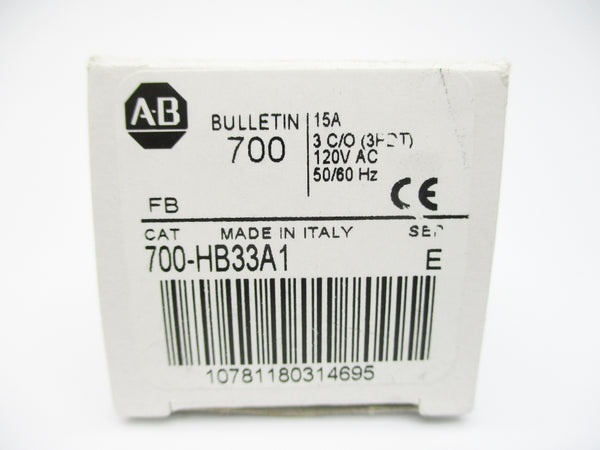 A-B
BULLETIN 700
15A
3 C/O (3PDT)
120V AC
50/60 Hz
CE
FB
CAT MADE IN ITALY SER
700-HB33A1 E
10781180314695